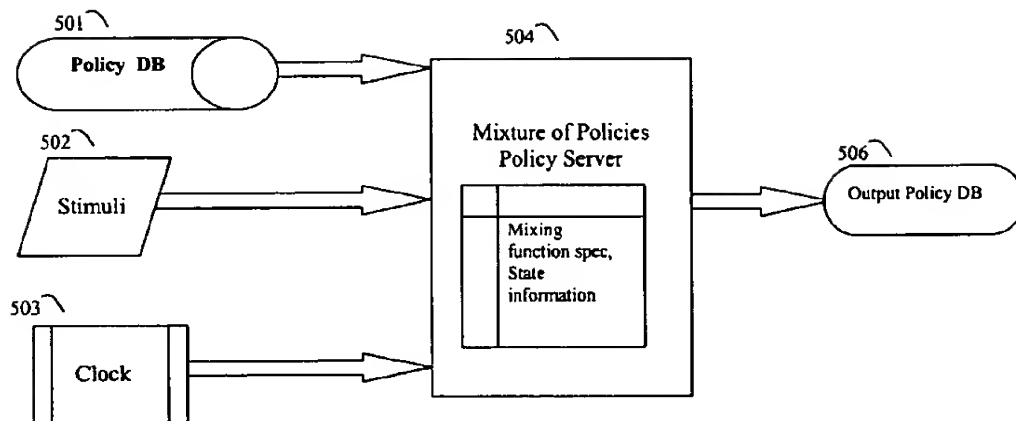 501
Policy DB
502
Stimuli
503
Clock
504
Mixture of Policies
Policy Server
Mixing
function spec,
State
information
506
Output Policy DB